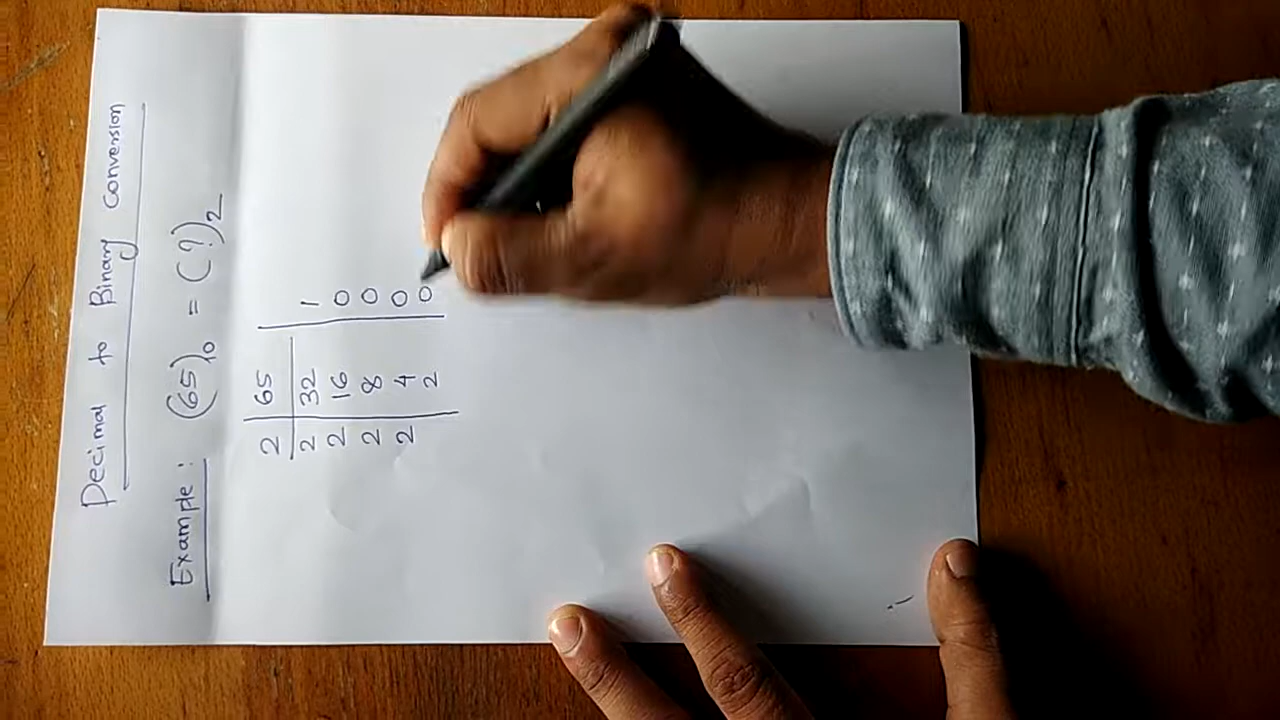 Decimal to Binary conversion
Example: (65)10 = (?)2
2 65
2 32 1
2 16 0
2 8 0
2 4 0
2 0